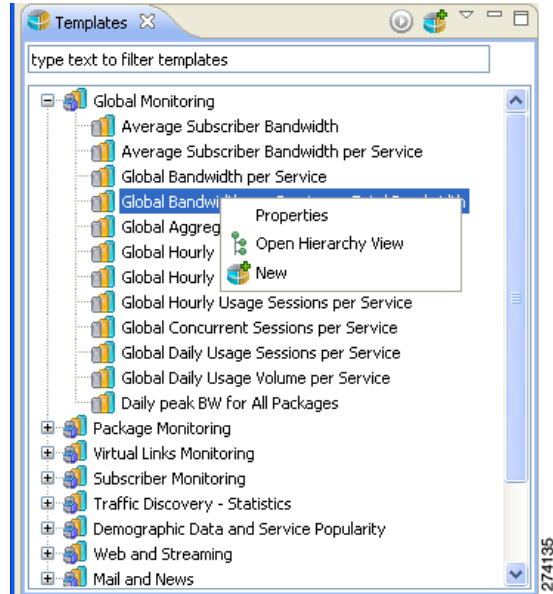 Templates
type text to filter templates
Global Monitoring
Average Subscriber Bandwidth
Average Subscriber Bandwidth per Service
Global Bandwidth per Service
Global Bandwi
Properties
Global Aggreg
Open Hierarchy View
Global Hourly
New
Global Hourly
Global Hourly Usage Sessions per Service
Global Concurrent Sessions per Service
Global Daily Usage Sessions per Service
Global Daily Usage Volume per Service
Daily peak BW for All Packages
Package Monitoring
Virtual Links Monitoring
Subscriber Monitoring
Traffic Discovery - Statistics
Demographic Data and Service Popularity
Web and Streaming
Mail and News
274135